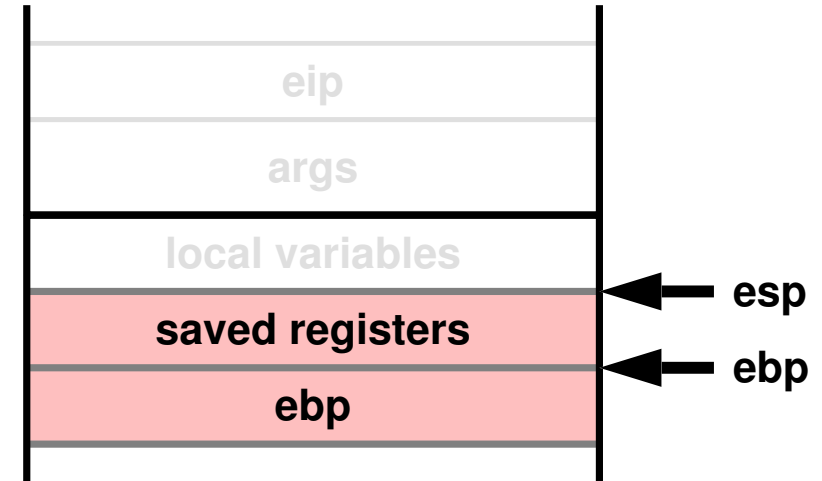 eip
args
local variables
esp
saved registers
ebp
ebp